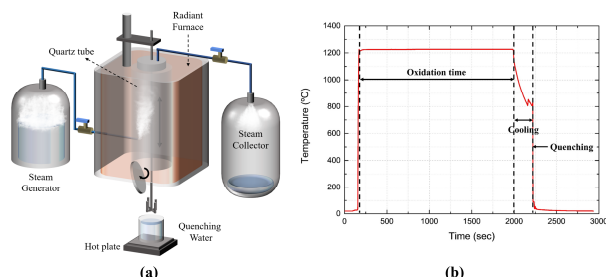 Radiant
Furnace
Quartz tube
Steam
Collector
Steam
Generator
Quenching
Water
Hot plate
(a)
1400
1200
1000
800
600
400
200
0
Temperature (ºC)
Oxidation time
Cooling
Quenching
0
500
1000
1500
2000
2500
3000
Time (sec)
(b)